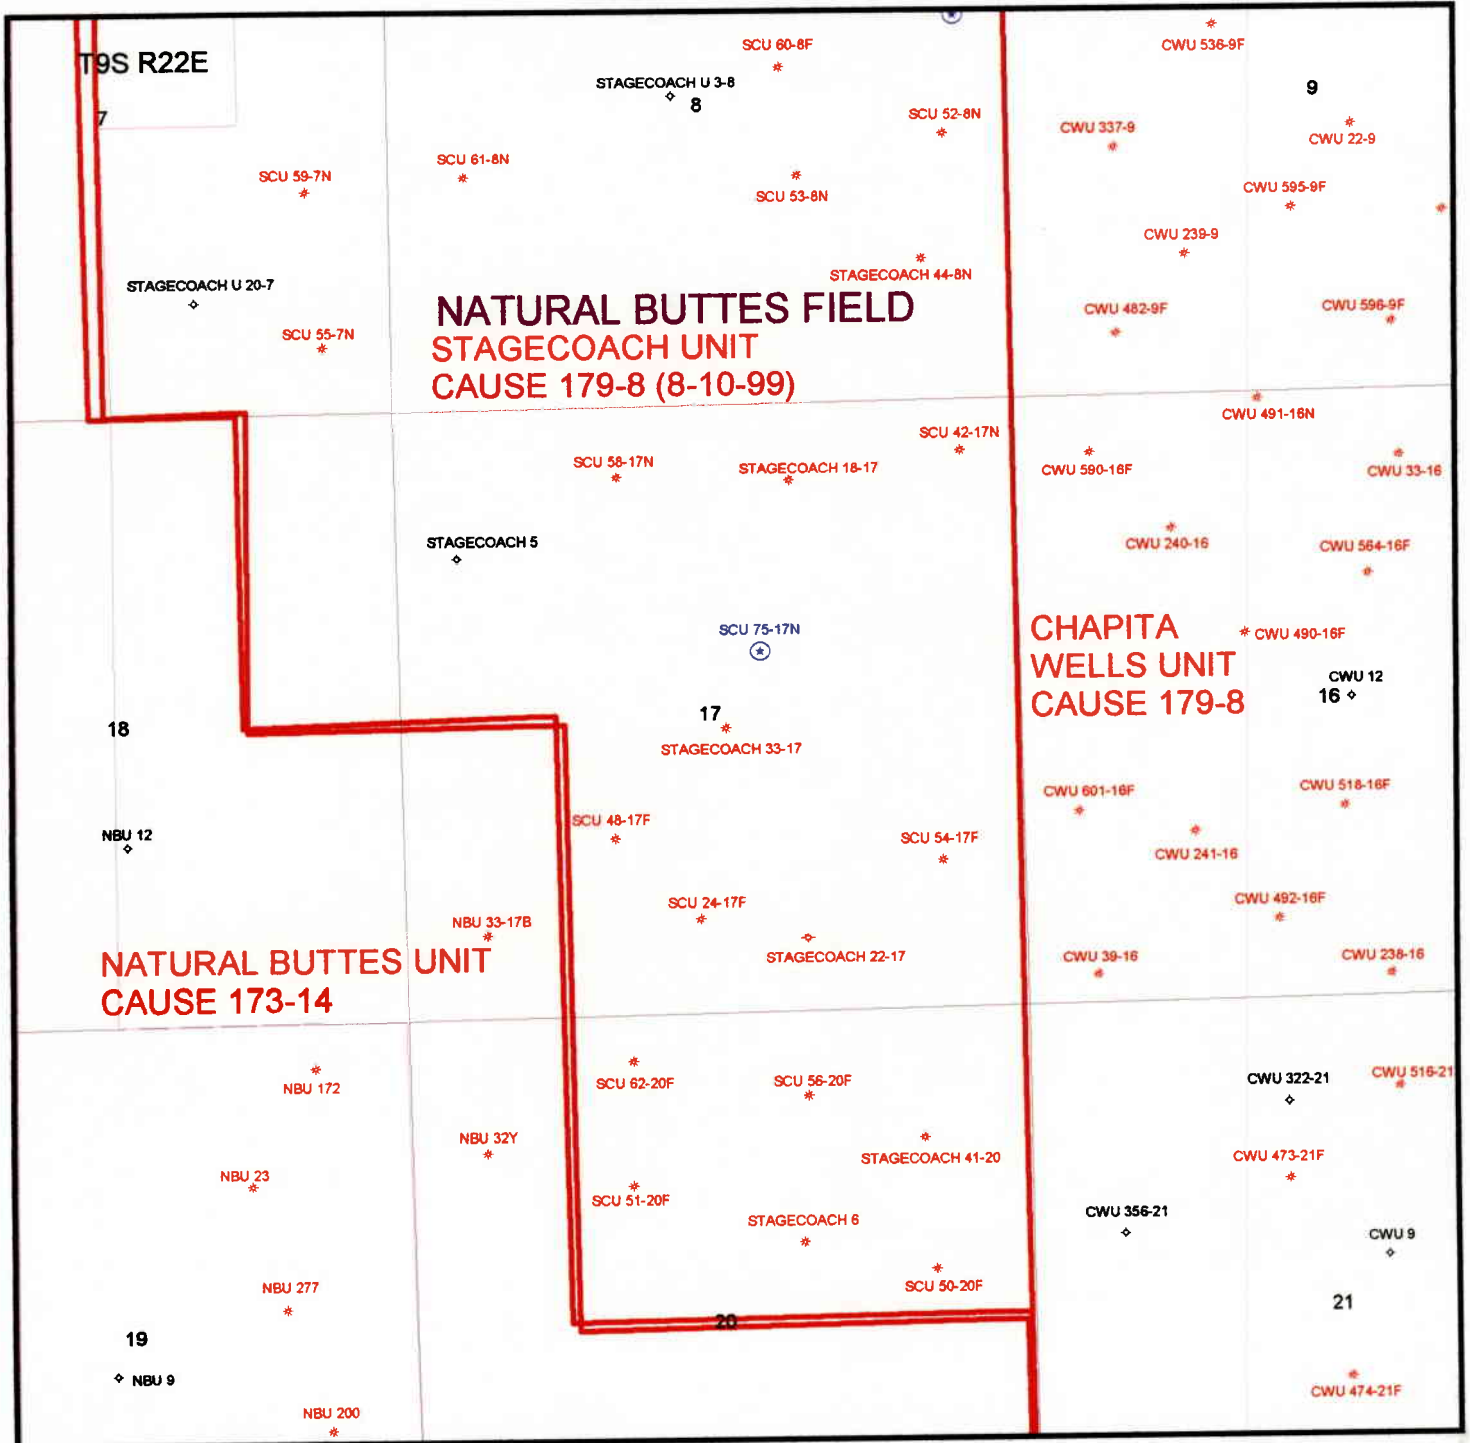 SCU 60-8F
CWU 536-9F
T9S R22E
STAGECOACH U 3-8
9
8
7
SCU 52-8N
CWU 337-9
CWU 22-9
SCU 61-8N
SCU 59-7N
SCU 53-8N
CWU 595-9F
CWU 239-9
STAGECOACH 44-8N
STAGECOACH U 20-7
NATURAL BUTTES FIELD
STAGECOACH UNIT
CAUSE 179-8 (8-10-99)
SCU 55-7N
CWU 482-9F
CWU 596-9F
CWU 491-16N
SCU 42-17N
SCU 58-17N
STAGECOACH 18-17
CWU 590-16F
CWU 33-16
STAGECOACH 5
CWU 240-16
CWU 564-16F
SCU 75-17N
CHAPITA
WELLS UNIT
CAUSE 179-8
CWU 490-16F
CWU 12
16
17
18
STAGECOACH 33-17
CWU 601-16F
CWU 518-16F
SCU 48-17F
NBU 12
SCU 54-17F
CWU 241-16
SCU 24-17F
CWU 492-16F
NBU 33-17B
STAGECOACH 22-17
CWU 39-16
CWU 238-16
NATURAL BUTTES UNIT
CAUSE 173-14
NBU 172
SCU 62-20F
SCU 56-20F
CWU 322-21
CWU 516-21
NBU 32Y
STAGECOACH 41-20
CWU 473-21F
NBU 23
SCU 51-20F
STAGECOACH 6
CWU 356-21
CWU 9
NBU 277
SCU 50-20F
21
20
19
NBU 9
CWU 474-21F
NBU 200